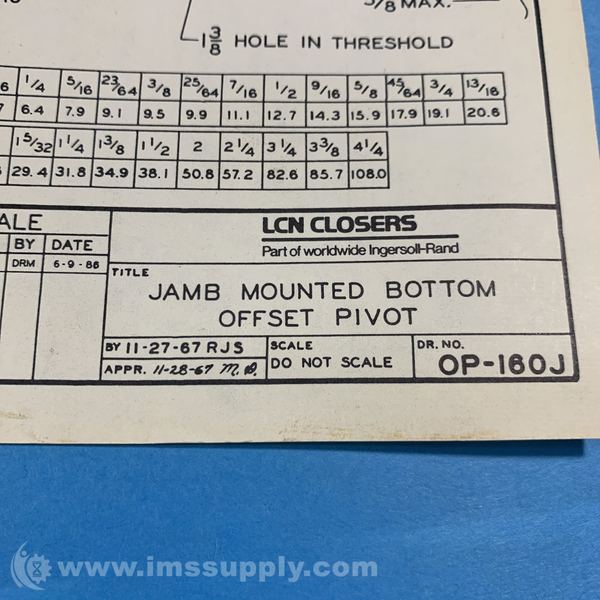 5/8 MAX.
1 3/8 HOLE IN THRESHOLD
1/4 5/16 23/64 3/8 25/64 7/16 1/2 9/16 5/8 45/64 3/4 13/16
6.4 7.9 9.1 9.5 9.9 11.1 12.7 14.3 15.9 17.9 19.1 20.6
1 5/32 1 1/4 1 3/8 1 1/2 2 2 1/4 3 1/4 3 3/8 4 1/4
29.4 31.8 34.9 38.1 50.8 57.2 82.6 85.7 108.0
ALE
BY DATE
DRM 6-9-86
LCN CLOSERS
Part of worldwide Ingersoll-Rand
TITLE
JAMB MOUNTED BOTTOM
OFFSET PIVOT
BY 11-27-67 RJS
APPR. 11-28-67 M.D.
SCALE
DO NOT SCALE
DR. NO.
OP-160J
www.imssupply.com